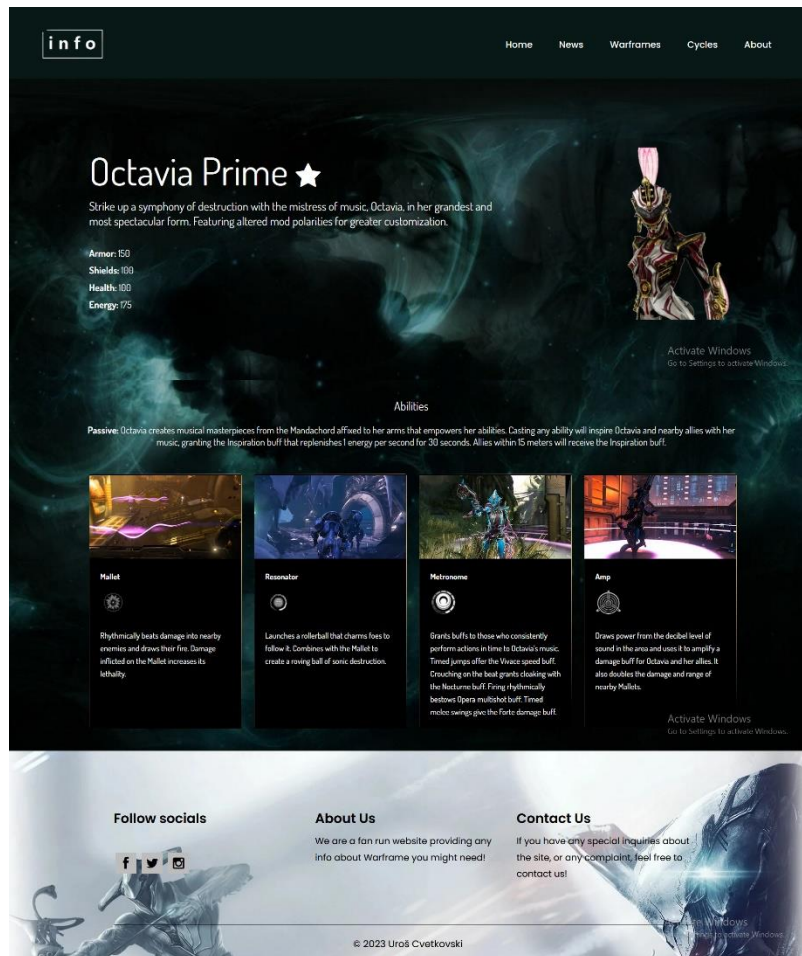 info
Home News Warframes Cycles About
Octavia Prime
Strike up a symphony of destruction with the mistress of music, Octavia, in her grandest and
most spectacular form. Featuring altered mod polarities for greater customization.
Armor: 150
Shields: 100
Health: 100
Energy: 175
Activate Windows
Go to Settings to activate Windows.
Abilities
Passive: Octavia creates musical masterpieces from the Mandachord affixed to her arms that empowers her abilities. Casting any ability will inspire Octavia and nearby allies with her
music, granting the Inspiration buff that replenishes 1 energy per second for 30 seconds. Allies within 15 meters will receive the Inspiration buff.
Mallet
Rhythmically beats damage into nearby
enemies and draws their fire. Damage
inflicted on the Mallet increases its
lethality.
Resonator
Launches a rollerball that charms foes to
follow it. Combines with the Mallet to
create a roving ball of sonic destruction.
Metronome
Grants buffs to those who consistently
perform actions in time to Octavia's music.
Timed jumps offer the Vivace speed buff.
Crouching on the beat grants cloaking with
the Nocturne buff. Firing rhythmically
bestows Opera multishot buff. Timed
melee swings give the Forte damage buff.
Amp
Draws power from the decibel level of
sound in the area and uses it to amplify a
damage buff for Octavia and her allies. It
also doubles the damage and range of
nearby Mallets.
Activate Windows
Go to Settings to activate Windows.
Follow socials
About Us
We are a fan run website providing any
info about Warframe you might need!
Contact Us
If you have any special inquiries about
the site, or any complaint, feel free to
contact us!
Windows
to activate Windows.
© 2023 Uroš Cvetkovski